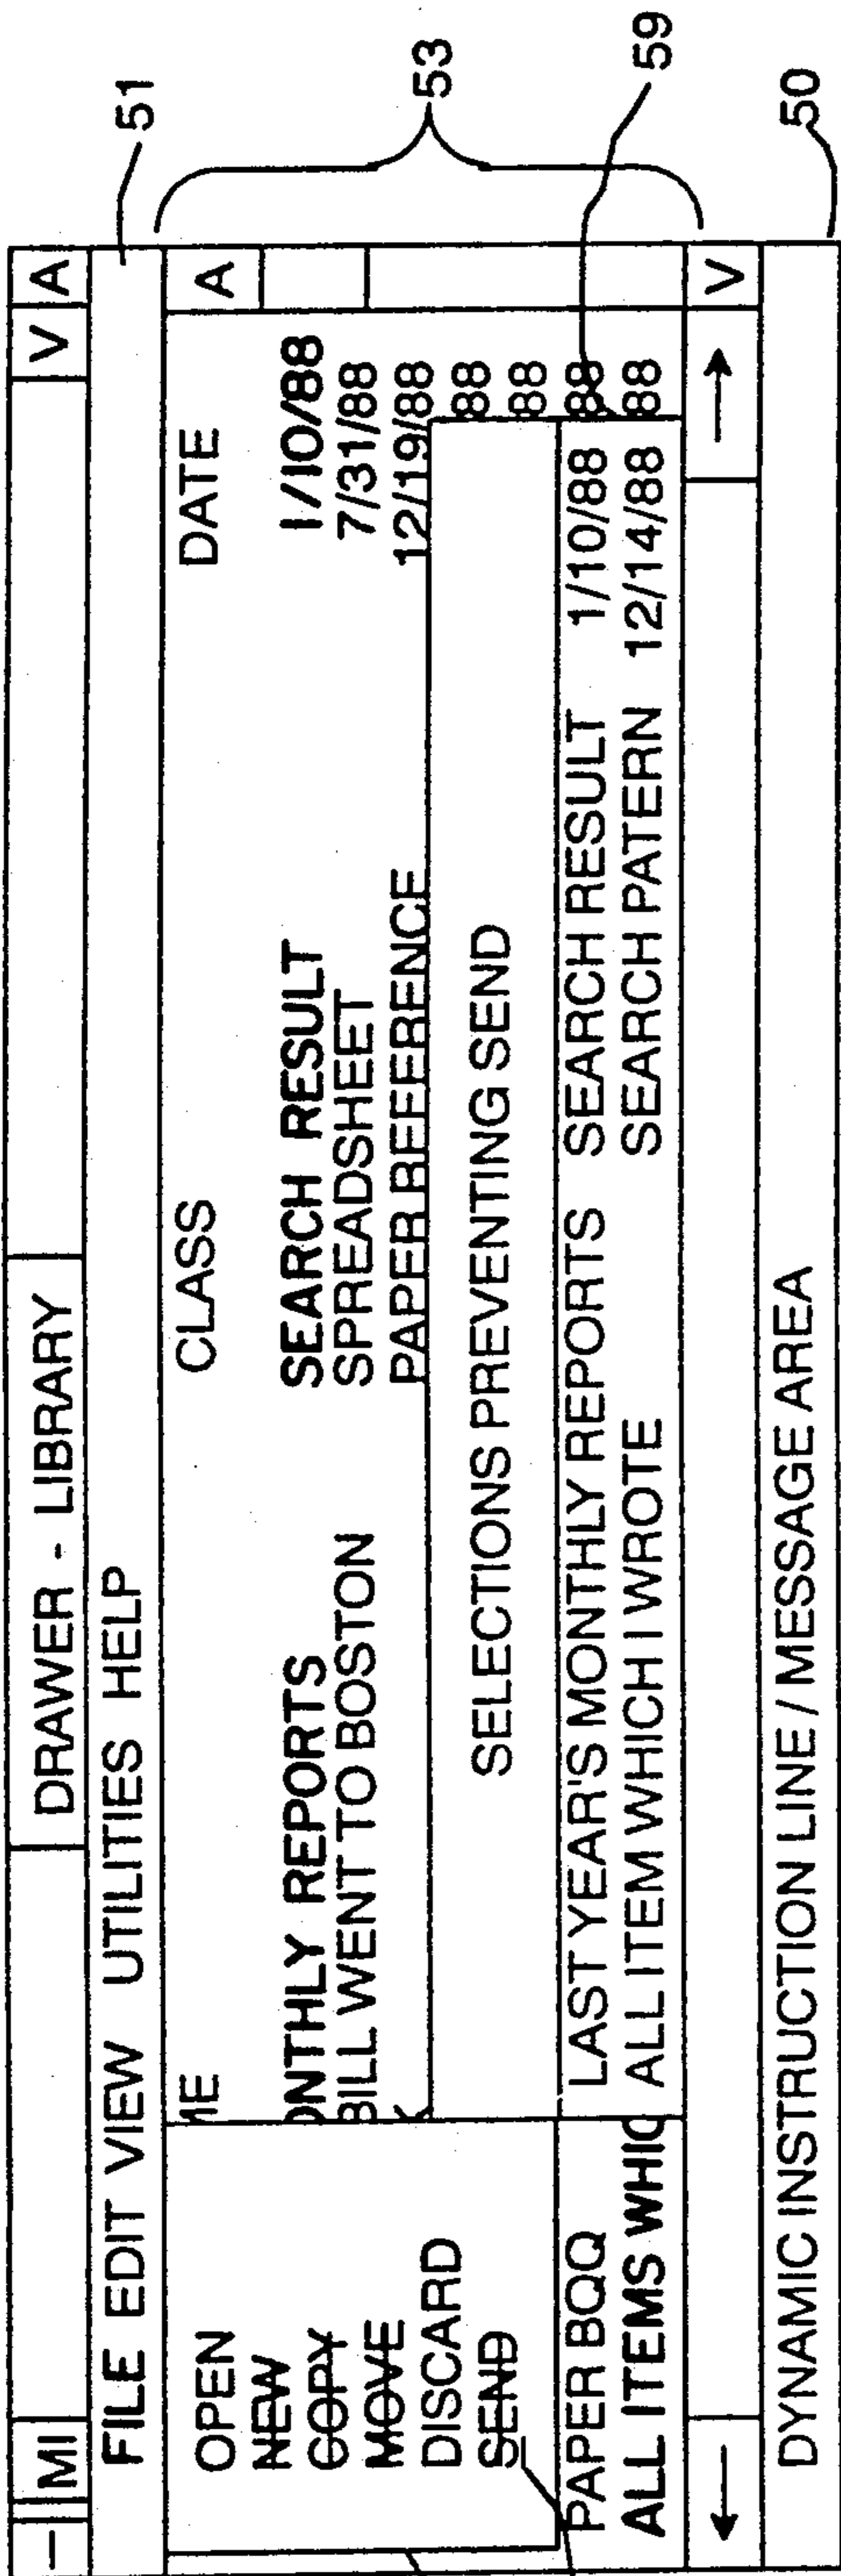 MI DRAWER - LIBRARY V A
FILE EDIT VIEW UTILITIES HELP
51
ME CLASS DATE A
OPEN
NEW ONTHLY REPORTS SEARCH RESULT 1/10/88
COPY BILL WENT TO BOSTON SPREADSHEET 7/31/88
MOVE PAPER REFERENCE 12/19/88
53
DISCARD 88
SEND SELECTIONS PREVENTING SEND 88
PAPER BQQ LAST YEAR'S MONTHLY REPORTS SEARCH RESULT 1/10/88 88
ALL ITEMS WHIC ALL ITEM WHICH I WROTE SEARCH PATERN 12/14/88 88
59
← → V
DYNAMIC INSTRUCTION LINE / MESSAGE AREA
50